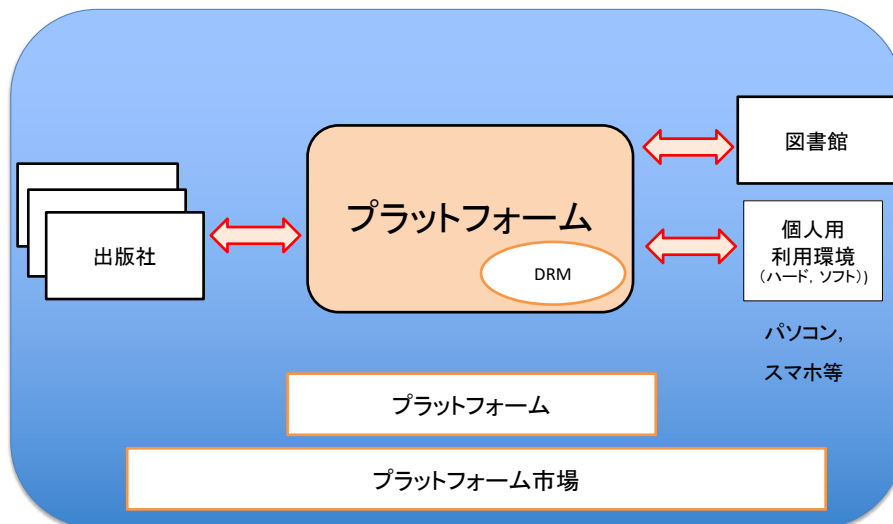 図書館
プラットフォーム
出版社
DRM
個人用
利用環境
（ハード，ソフト））
パソコン，
スマホ等
プラットフォーム
プラットフォーム市場